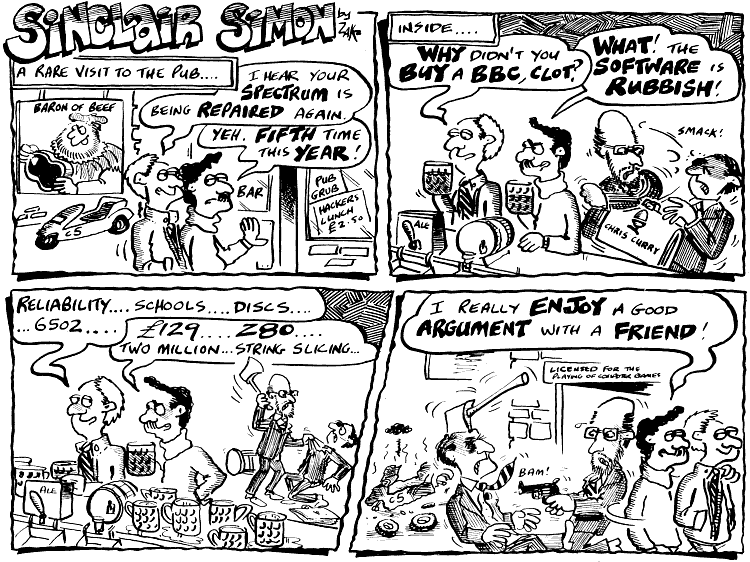 SINCLAIR SIMON
by
ZAK
A RARE VISIT TO THE PUB....
BARON OF BEEF
I HEAR YOUR
SPECTRUM IS
BEING REPAIRED AGAIN.
YEH. FIFTH TIME
THIS YEAR!
BAR
PUB
GRUB
HACKERS
LUNCH
£2.50
C5
INSIDE....
WHY DIDN'T YOU
BUY A BBC, CLOT?
WHAT! THE
SOFTWARE IS
RUBBISH!
SMACK!
ALE
CHRIS CURRY
RELIABILITY.... SCHOOLS.... DISCS....
...6502....
£129.... Z80....
TWO MILLION... STRING SLICING...
ALE
I REALLY ENJOY A GOOD
ARGUMENT WITH A FRIEND!
LICENSED FOR THE
PLAYING OF COMPUTER GAMES
BAM!
C5